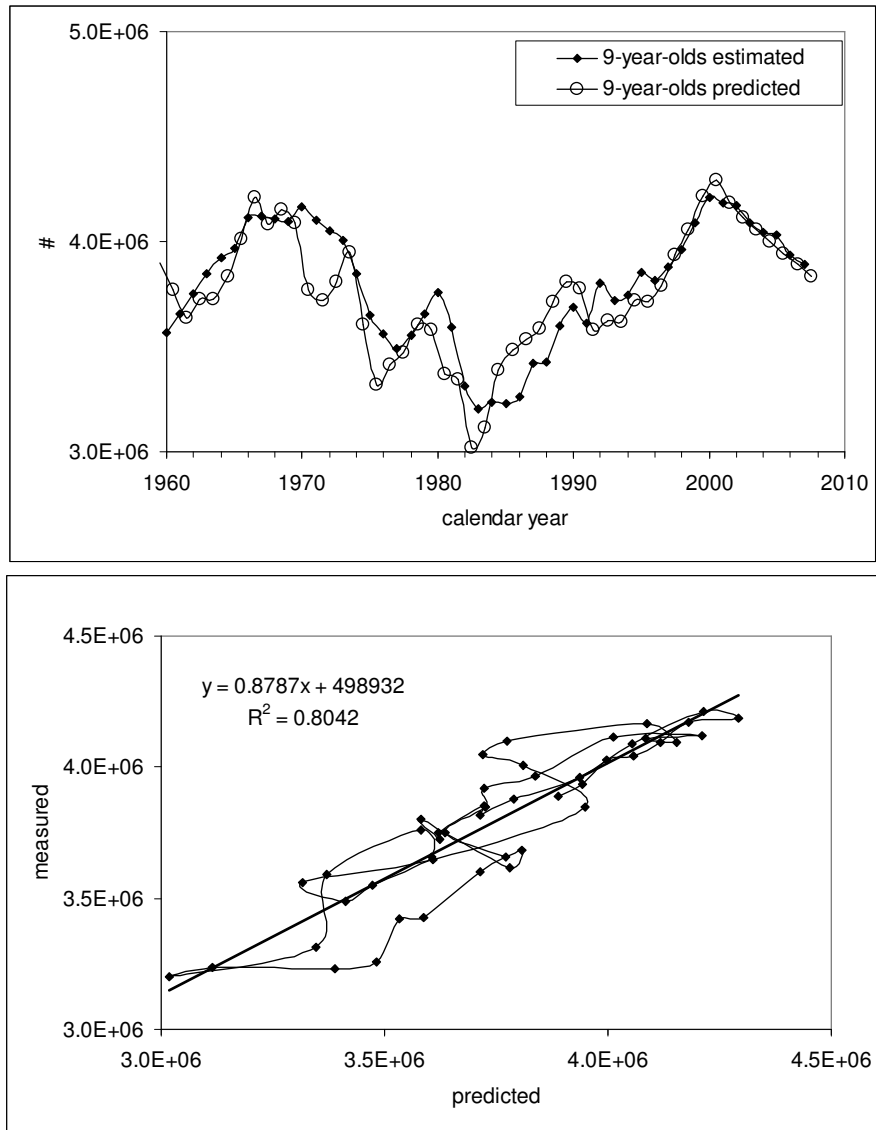 5.0E+06
9-year-olds estimated
9-year-olds predicted
#
4.0E+06
3.0E+06
1960 1970 1980 1990 2000 2010
calendar year
4.5E+06
y = 0.8787x + 498932
R² = 0.8042
4.0E+06
measured
3.5E+06
3.0E+06
3.0E+06 3.5E+06 4.0E+06 4.5E+06
predicted